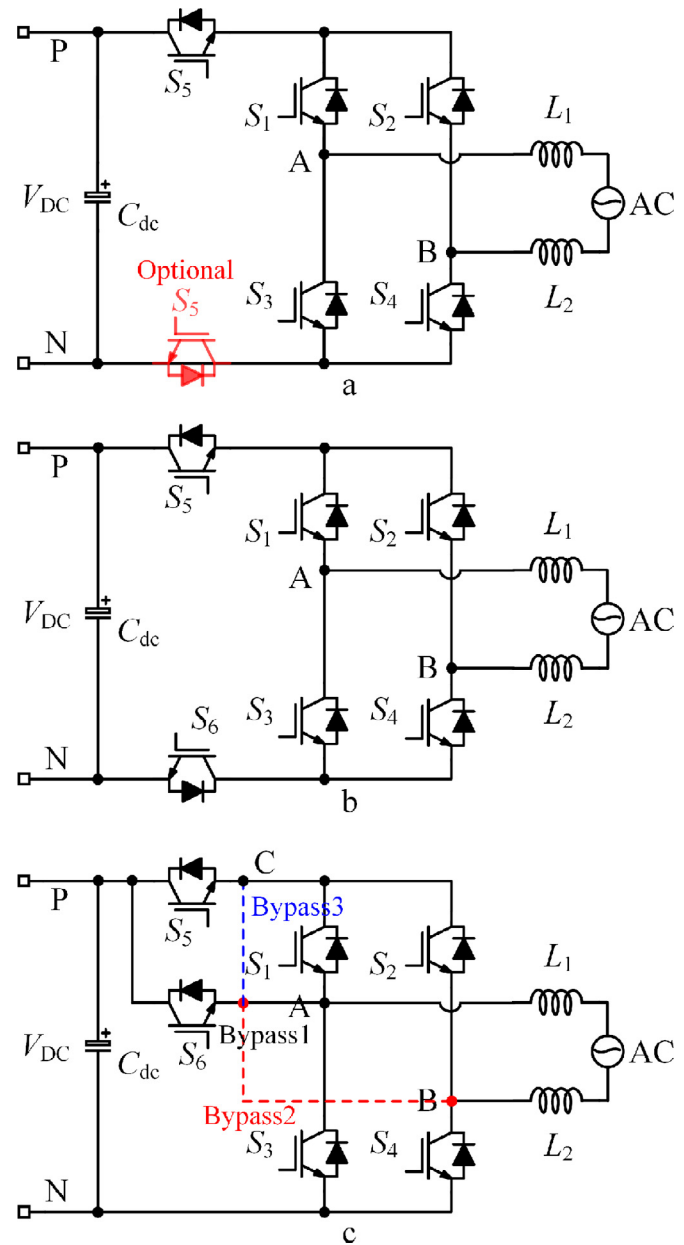 P
S5
S1
S2
L1
A
VDC
Cdc
AC
B
Optional
S5
S3
S4
L2
N
a
P
S5
S1
S2
L1
A
VDC
Cdc
AC
B
S6
S3
S4
L2
N
b
P
C
S5
Bypass3
S1
S2
L1
A
S6
Bypass1
VDC
Cdc
AC
Bypass2
B
S3
S4
L2
N
c